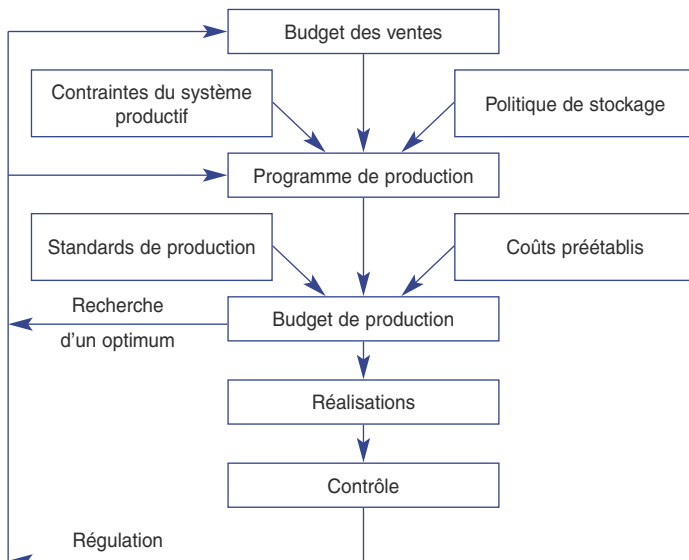 Budget des ventes
Contraintes du système
productif
Politique de stockage
Programme de production
Standards de production
Coûts préétablis
Recherche
d'un optimum
Budget de production
Réalisations
Contrôle
Régulation